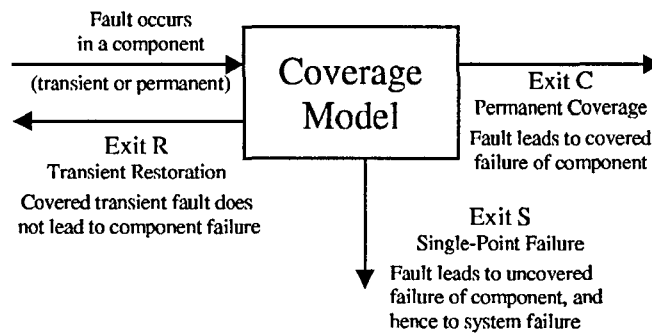 Fault occurs
in a component
(transient or permanent)
Coverage
Model
Exit C
Permanent Coverage
Fault leads to covered
failure of component
Exit R
Transient Restoration
Covered transient fault does
not lead to component failure
Exit S
Single-Point Failure
Fault leads to uncovered
failure of component, and
hence to system failure